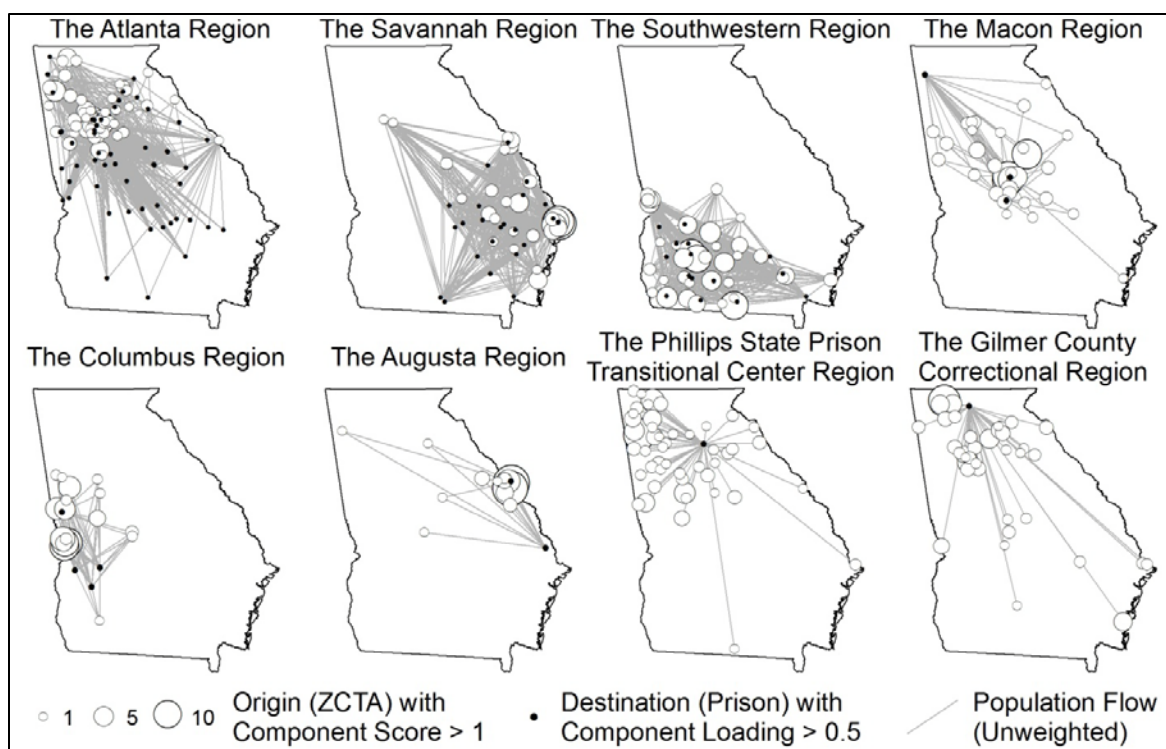 The Atlanta Region
The Savannah Region
The Southwestern Region
The Macon Region
The Columbus Region
The Augusta Region
The Phillips State Prison
Transitional Center Region
The Gilmer County
Correctional Region
1
5
10
Origin (ZCTA) with
Component Score > 1
Destination (Prison) with
Component Loading > 0.5
Population Flow
(Unweighted)